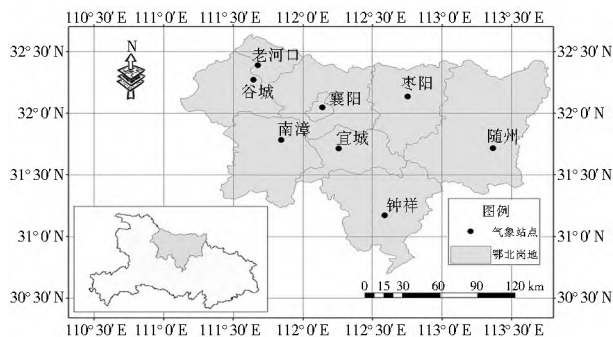 110°30′E 111°0′E 111°30′E 112°0′E 112°30′E 113°0′E 113°30′E
32°30′N
32°30′N
N
老河口
谷城
襄阳
枣阳
32°0′N
32°0′N
南漳
宜城
随州
31°30′N
31°30′N
钟祥
图例
气象站点
鄂北岗地
31°0′N
31°0′N
0 15 30 60 90 120 km
30°30′N
30°30′N
110°30′E 111°0′E 111°30′E 112°0′E 112°30′E 113°0′E 113°30′E